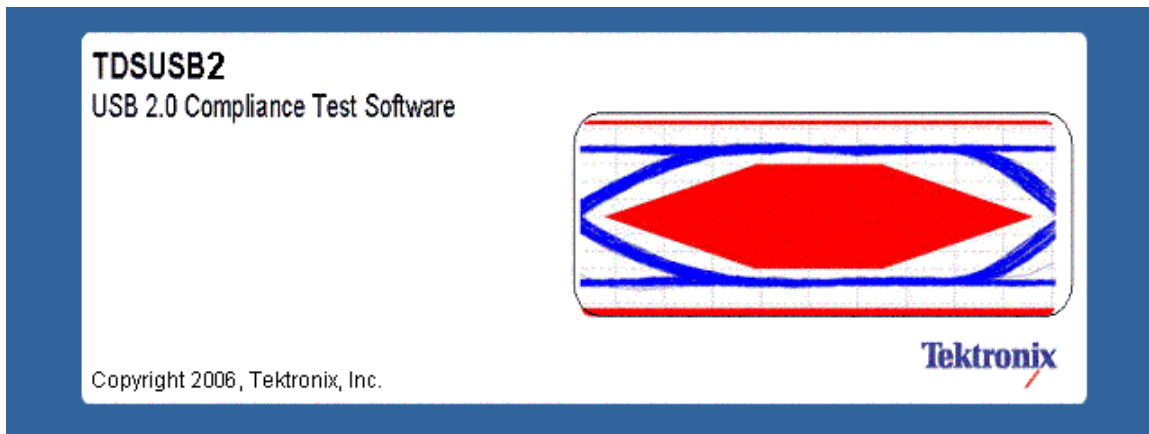 TDSUSB2
USB 2.0 Compliance Test Software
Tektronix
Copyright 2006, Tektronix, Inc.